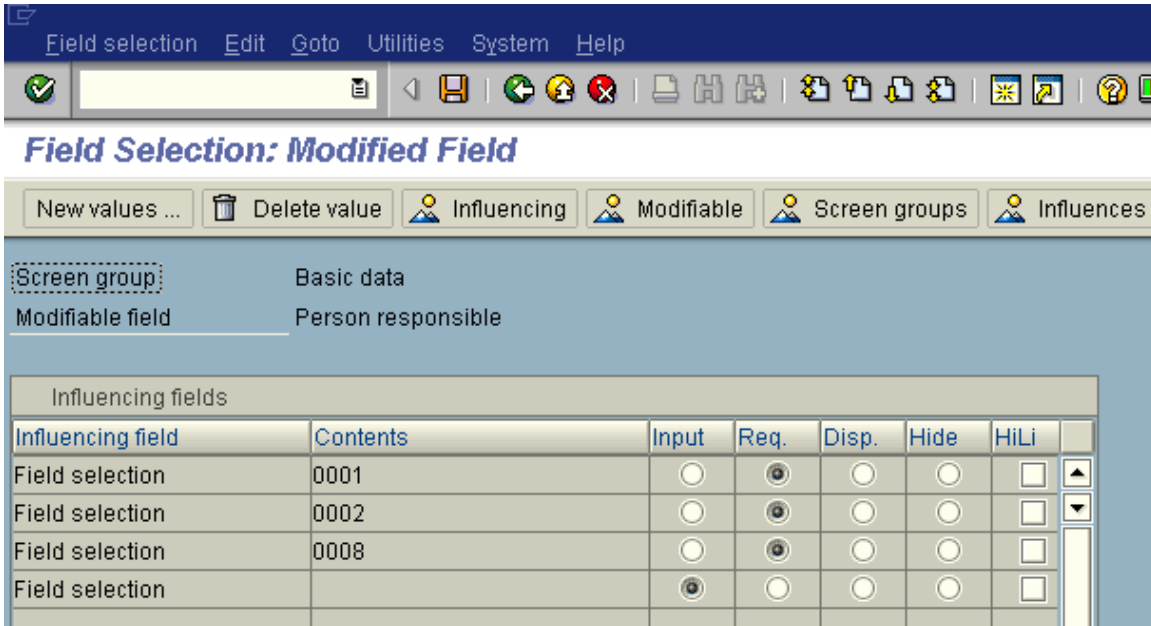 Field selection Edit Goto Utilities System Help
Field Selection: Modified Field
New values ... Delete value Influencing Modifiable Screen groups Influences
Screen group Basic data
Modifiable field Person responsible
Influencing fields
Influencing field Contents Input Req. Disp. Hide HiLi
Field selection 0001
Field selection 0002
Field selection 0008
Field selection